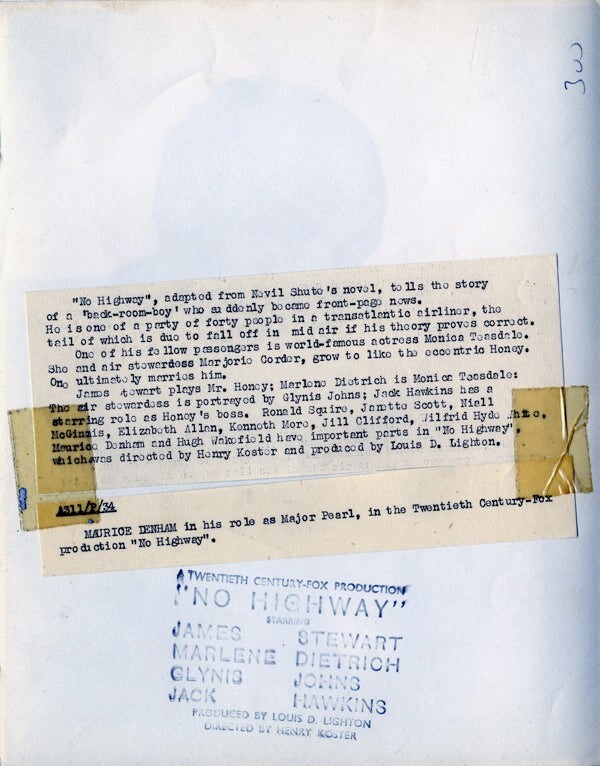 300
"No Highway", adapted from Nevil Shute's novel, tells the story
of a 'back-room-boy' who suddenly became front-page news.
He is one of a party of forty people in a transatlantic airliner, the
tail of which is due to fall off in mid air if his theory proves correct.
One of his fellow passengers is world-famous actress Monica Teasdale.
She and air stewardess Marjorie Corder, grow to like the eccentric Honey.
One ultimately marries him.
James Stewart plays Mr. Honey; Marlene Dietrich is Monica Teasdale:
The air stewardess is portrayed by Glynis Johns; Jack Hawkins has a
starring role as Honey's boss. Ronald Squire, Janette Scott, Niall
McGinnis, Elizabeth Allan, Kenneth More, Jill Clifford, Wilfrid Hyde White,
Maurice Denham and Hugh Wakefield have important parts in "No Highway",
which was directed by Henry Koster and produced by Louis D. Lighton.
A311/P/34
MAURICE DENHAM in his role as Major Pearl, in the Twentieth Century-Fox
production "No Highway".
A TWENTIETH CENTURY-FOX PRODUCTION
"NO HIGHWAY"
STARRING
JAMES STEWART
MARLENE DIETRICH
GLYNIS JOHNS
JACK HAWKINS
PRODUCED BY LOUIS D. LIGHTON
DIRECTED BY HENRY KOSTER